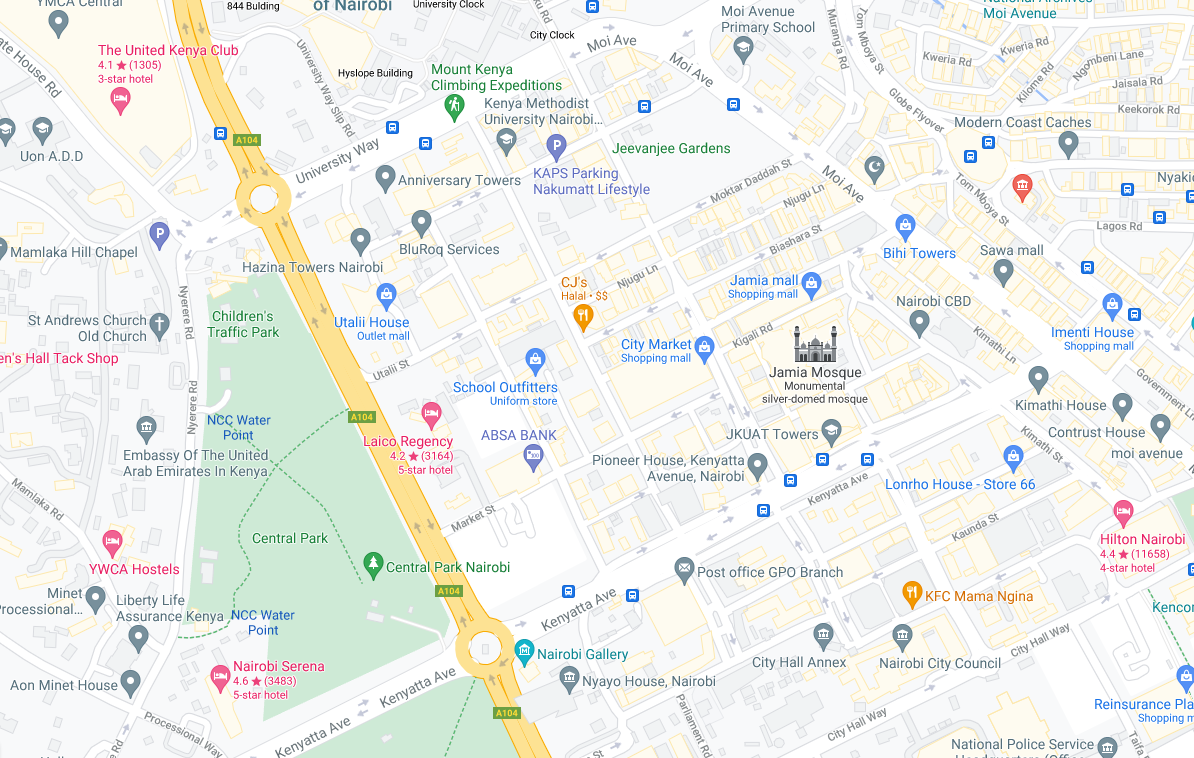 YMCA Central
844 Bulding
of Nairobi
University Clock
City Clock
Moi Ave
Moi Avenue
Primary School
National Archives
Moi Avenue
Kweria Rd
Kweria Rd
Ngombeni Lane
Jaisala Rd
Kilome Rd
Keekorok Rd
Murang'a Rd
Tom Mboya St
Globe Flyover
The United Kenya Club
4.1 ★ (1305)
3-star hotel
ate House Rd
University Way Slip Rd
Hyslope Building
Mount Kenya
Climbing Expeditions
Kenya Methodist
University Nairobi...
Moi Ave
Modern Coast Caches
Uon A.D.D
A104
University Way
Jeevanjee Gardens
KAPS Parking
Nakumatt Lifestyle
Anniversary Towers
Moktar Daddah St
Njugu Ln
Moi Ave
Tom Mboya St
Nyaki
Lagos Rd
BluRoq Services
Biashara St
Bihi Towers
Sawa mall
Mamlaka Hill Chapel
Hazina Towers Nairobi
Njugu Ln
CJ's
Halal • $$
Jamia mall
Shopping mall
Nairobi CBD
Nyerere Rd
St Andrews Church
Old Church
Children's
Traffic Park
Utalii House
Outlet mall
City Market
Shopping mall
Kigali Rd
Kimathi Ln
Imenti House
Shopping mall
en's Hall Tack Shop
Utalii St
School Outfitters
Uniform store
Jamia Mosque
Monumental
silver-domed mosque
Government
Nyerere Rd
Kimathi House
Contrust House
moi avenue
NCC Water
Point
A104
Laico Regency
4.2 ★ (3164)
5-star hotel
ABSA BANK
JKUAT Towers
Kimathi St
Embassy Of The United
Arab Emirates In Kenya
Pioneer House, Kenyatta
Avenue, Nairobi
Kenyatta Ave
Lonrho House - Store 66
Mamlaka Rd
Market St
Kaunda St
Central Park
Hilton Nairobi
4.4 ★ (11658)
4-star hotel
YWCA Hostels
Central Park Nairobi
Post office GPO Branch
A104
Minet
Processional...
Liberty Life
Assurance Kenya
NCC Water
Point
Kenyatta Ave
KFC Mama Ngina
Kencor
City Hall Way
Nairobi Gallery
City Hall Annex
Nairobi City Council
Nairobi Serena
4.6 ★ (3483)
5-star hotel
Aon Minet House
Kenyatta Ave
Nyayo House, Nairobi
Reinsurance Pla
Shopping m
A104
Processional Way
Kenyatta Ave
Parliament Rd
City Hall Way
National Police Service
Headquarters (Office
Taifa
Rd
St